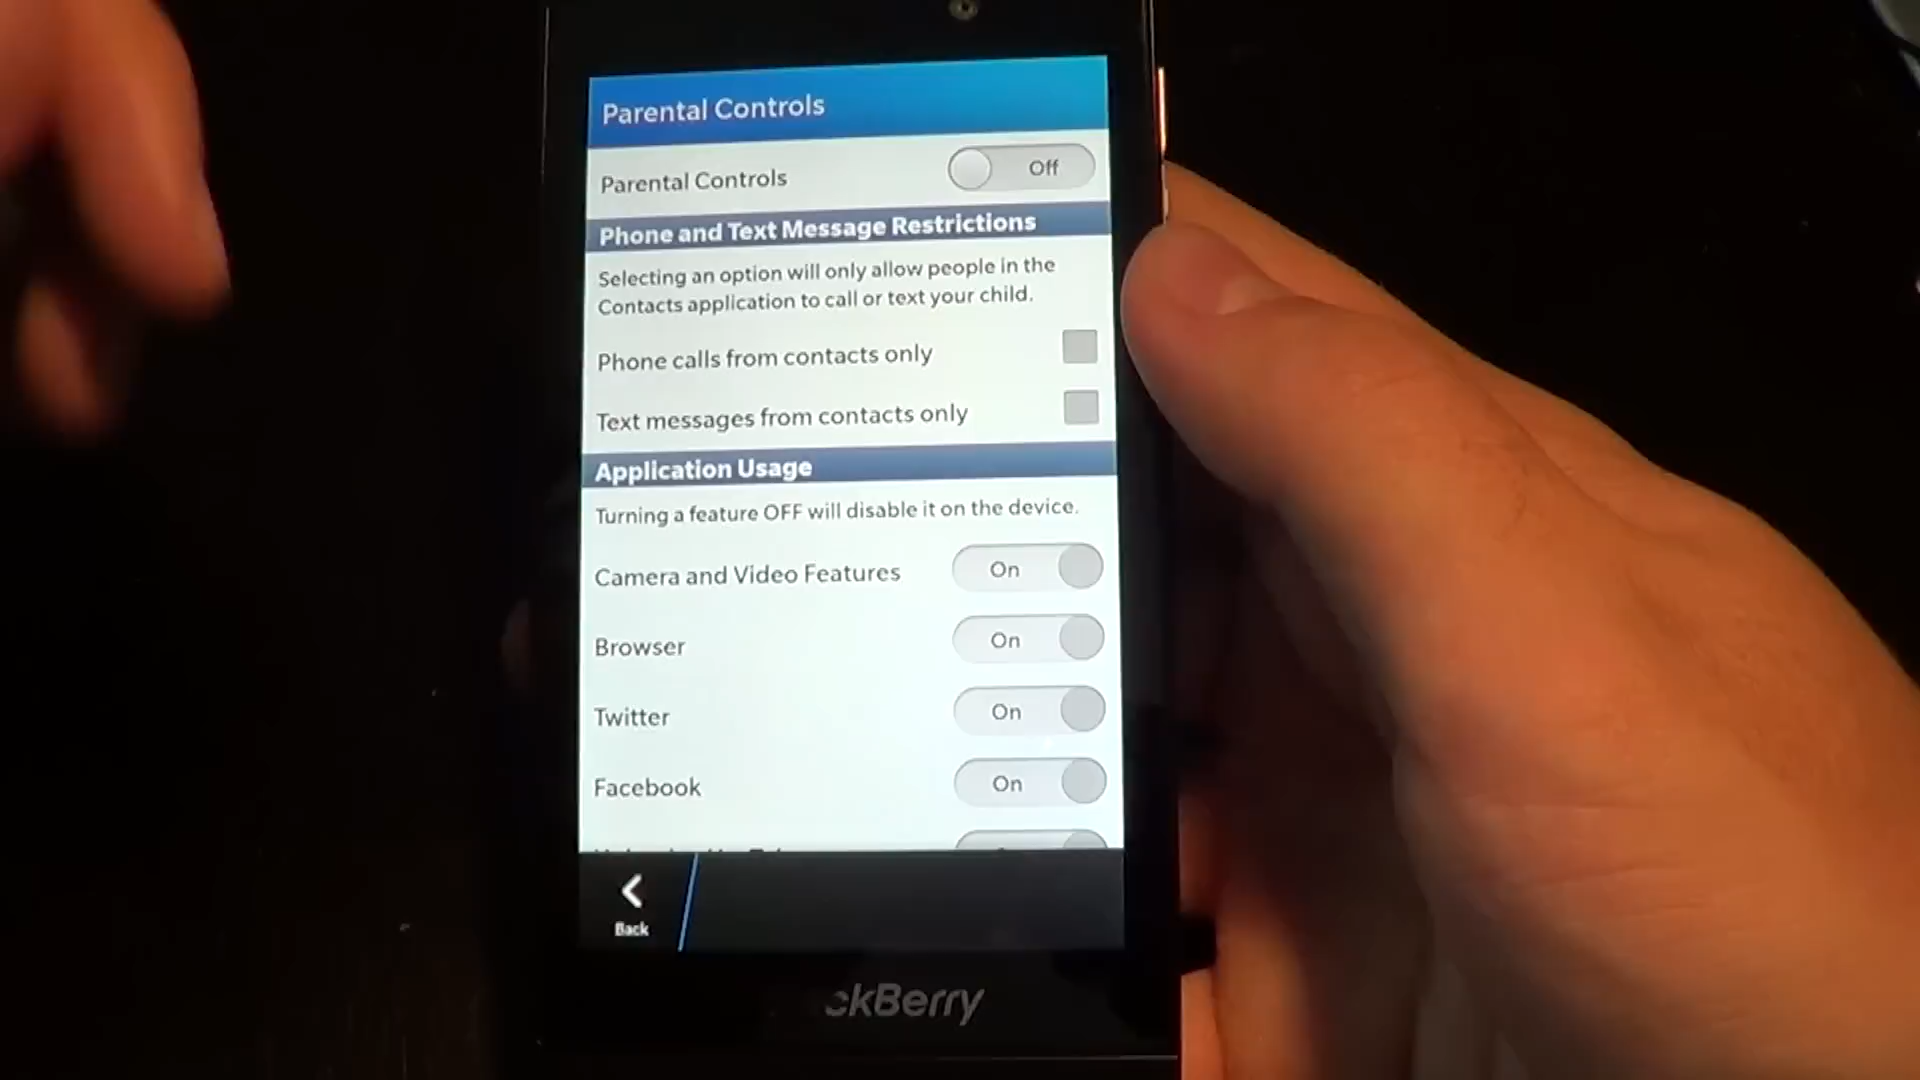 Parental Controls
Parental Controls
Off
Phone and Text Message Restrictions
Selecting an option will only allow people in the
Contacts application to call or text your child.
Phone calls from contacts only
Text messages from contacts only
Application Usage
Turning a feature OFF will disable it on the device.
Camera and Video Features
On
Browser
On
Twitter
On
Facebook
On
Back
ckBerry